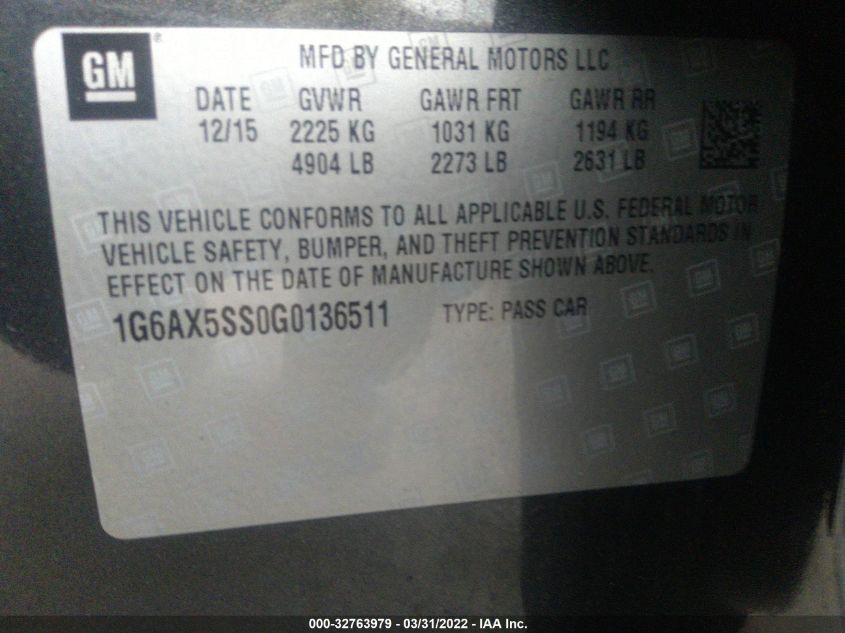 GM
MFD BY GENERAL MOTORS LLC
DATE GVWR GAWR FRT GAWR RR
12/15 2225 KG 1031 KG 1194 KG
4904 LB 2273 LB 2631 LB
THIS VEHICLE CONFORMS TO ALL APPLICABLE U.S. FEDERAL MOTOR
VEHICLE SAFETY, BUMPER, AND THEFT PREVENTION STANDARDS IN
EFFECT ON THE DATE OF MANUFACTURE SHOWN ABOVE.
1G6AX5SS0G0136511 TYPE: PASS CAR
000-32763979 - 03/31/2022 - IAA Inc.